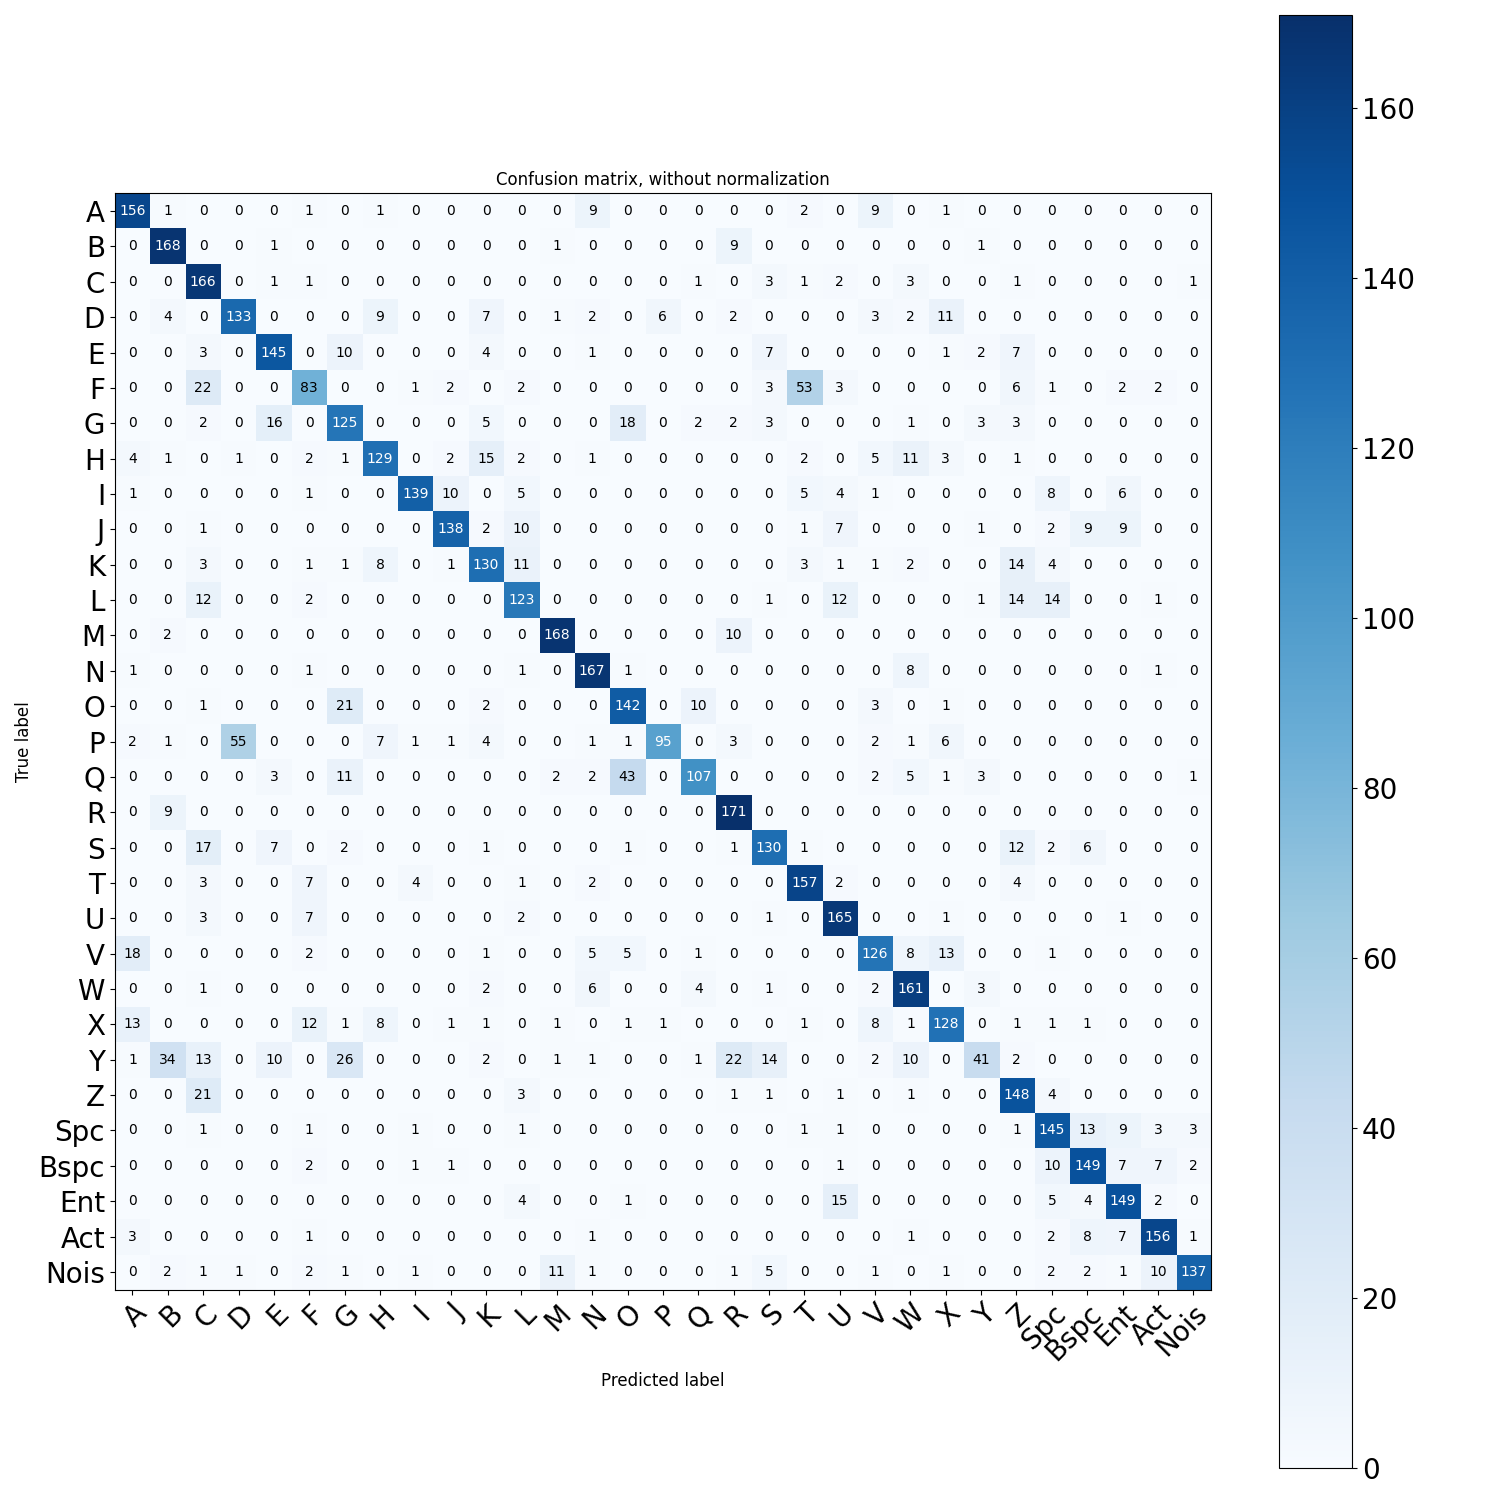 Confusion matrix, without normalization
A 156 1 0 0 0 1 0 1 0 0 0 0 0 9 0 0 0 0 0 2 0 9 0 1 0 0 0 0 0 0 0
B 0 168 0 0 1 0 0 0 0 0 0 0 1 0 0 0 0 9 0 0 0 0 0 0 1 0 0 0 0 0 0
C 0 0 166 0 1 1 0 0 0 0 0 0 0 0 0 0 1 0 3 1 2 0 3 0 0 1 0 0 0 0 1
D 0 4 0 133 0 0 0 9 0 0 7 0 1 2 0 6 0 2 0 0 0 3 2 11 0 0 0 0 0 0 0
E 0 0 3 0 145 0 10 0 0 0 4 0 0 1 0 0 0 0 7 0 0 0 0 1 2 7 0 0 0 0 0
F 0 0 22 0 0 83 0 0 1 2 0 2 0 0 0 0 0 0 3 53 3 0 0 0 0 6 1 0 2 2 0
G 0 0 2 0 16 0 125 0 0 0 5 0 0 0 18 0 2 2 3 0 0 0 1 0 3 3 0 0 0 0 0
H 4 1 0 1 0 2 1 129 0 2 15 2 0 1 0 0 0 0 0 2 0 5 11 3 0 1 0 0 0 0 0
I 1 0 0 0 0 1 0 0 139 10 0 5 0 0 0 0 0 0 0 5 4 1 0 0 0 0 8 0 6 0 0
J 0 0 1 0 0 0 0 0 0 138 2 10 0 0 0 0 0 0 0 1 7 0 0 0 1 0 2 9 9 0 0
K 0 0 3 0 0 1 1 8 0 1 130 11 0 0 0 0 0 0 0 3 1 1 2 0 0 14 4 0 0 0 0
L 0 0 12 0 0 2 0 0 0 0 0 123 0 0 0 0 0 0 1 0 12 0 0 0 1 14 14 0 0 1 0
M 0 2 0 0 0 0 0 0 0 0 0 0 168 0 0 0 0 10 0 0 0 0 0 0 0 0 0 0 0 0 0
N 1 0 0 0 0 1 0 0 0 0 0 1 0 167 1 0 0 0 0 0 0 0 8 0 0 0 0 0 0 1 0
O 0 0 1 0 0 0 21 0 0 0 2 0 0 0 142 0 10 0 0 0 0 3 0 1 0 0 0 0 0 0 0
P 2 1 0 55 0 0 0 7 1 1 4 0 0 1 1 95 0 3 0 0 0 2 1 6 0 0 0 0 0 0 0
Q 0 0 0 0 3 0 11 0 0 0 0 0 2 2 43 0 107 0 0 0 0 2 5 1 3 0 0 0 0 0 1
R 0 9 0 0 0 0 0 0 0 0 0 0 0 0 0 0 0 171 0 0 0 0 0 0 0 0 0 0 0 0 0
S 0 0 17 0 7 0 2 0 0 0 1 0 0 0 1 0 0 1 130 1 0 0 0 0 0 12 2 6 0 0 0
T 0 0 3 0 0 7 0 0 4 0 0 1 0 2 0 0 0 0 0 157 2 0 0 0 0 4 0 0 0 0 0
U 0 0 3 0 0 7 0 0 0 0 0 2 0 0 0 0 0 0 1 0 165 0 0 1 0 0 0 0 1 0 0
V 18 0 0 0 0 2 0 0 0 0 1 0 0 5 5 0 1 0 0 0 0 126 8 13 0 0 1 0 0 0 0
W 0 0 1 0 0 0 0 0 0 0 2 0 0 6 0 0 4 0 1 0 0 2 161 0 3 0 0 0 0 0 0
X 13 0 0 0 0 12 1 8 0 1 1 0 1 0 1 1 0 0 0 1 0 8 1 128 0 1 1 1 0 0 0
Y 1 34 13 0 10 0 26 0 0 0 2 0 1 1 0 0 1 22 14 0 0 2 10 0 41 2 0 0 0 0 0
Z 0 0 21 0 0 0 0 0 0 0 0 3 0 0 0 0 0 1 1 0 1 0 1 0 0 148 4 0 0 0 0
Spc 0 0 1 0 0 1 0 0 1 0 0 1 0 0 0 0 0 0 0 1 1 0 0 0 0 1 145 13 9 3 3
Bspc 0 0 0 0 0 2 0 0 1 1 0 0 0 0 0 0 0 0 0 0 1 0 0 0 0 0 10 149 7 7 2
Ent 0 0 0 0 0 0 0 0 0 0 0 4 0 0 1 0 0 0 0 0 15 0 0 0 0 0 5 4 149 2 0
Act 3 0 0 0 0 1 0 0 0 0 0 0 0 1 0 0 0 0 0 0 0 0 1 0 0 0 2 8 7 156 1
Nois 0 2 1 1 0 2 1 0 1 0 0 0 11 1 0 0 0 1 5 0 0 1 0 1 0 0 2 2 1 10 137
A B C D E F G H I J K L M N O P Q R S T U V W X Y Z Spc Bspc Ent Act Nois
Predicted label
True label
160
140
120
100
80
60
40
20
0